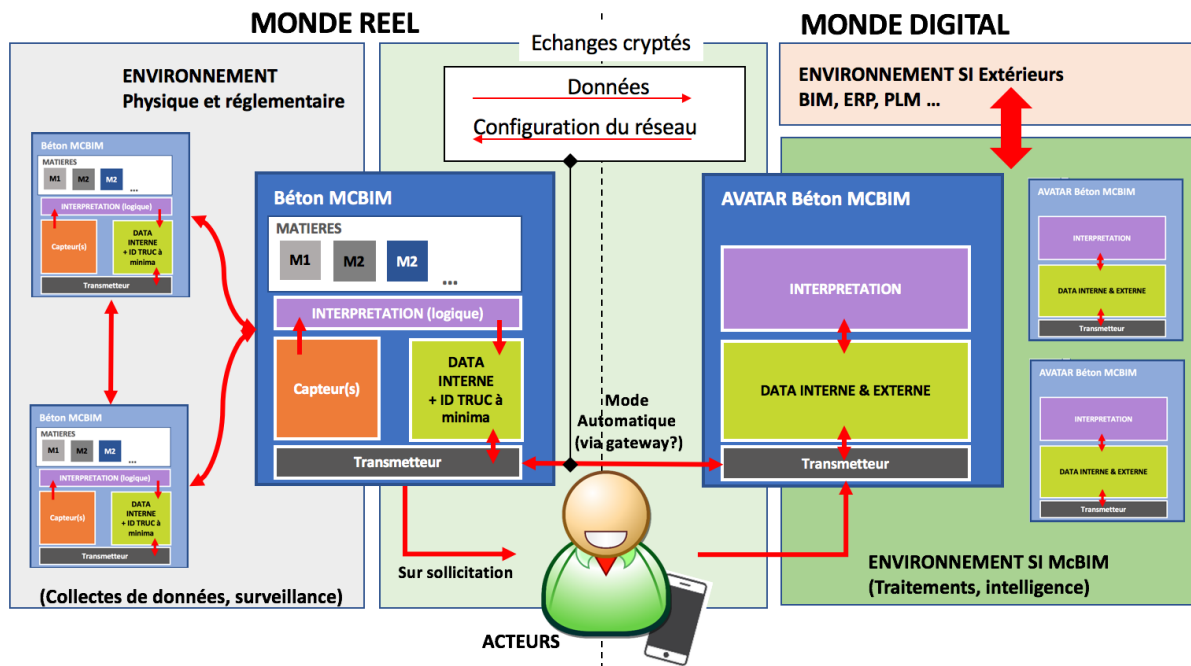 MONDE REEL
MONDE DIGITAL
ENVIRONNEMENT
Physique et réglementaire
Echanges cryptés
Données
Configuration du réseau
ENVIRONNEMENT SI Extérieurs
BIM, ERP, PLM ...
Béton MCBIM
MATIERES
M1
M2
M2
...
INTERPRETATION (logique)
Capteur(s)
DATA
INTERNE
+ ID TRUC à
minima
Transmetteur
Béton MCBIM
MATIERES
M1
M2
M2
...
INTERPRETATION (logique)
Capteur(s)
DATA
INTERNE
+ ID TRUC à
minima
Transmetteur
(Collectes de données, surveillance)
Béton MCBIM
MATIERES
M1
M2
M2
...
INTERPRETATION (logique)
Capteur(s)
DATA
INTERNE
+ ID TRUC à
minima
Transmetteur
Mode
Automatique
(via gateway?)
Sur sollicitation
ACTEURS
AVATAR Béton MCBIM
INTERPRETATION
DATA INTERNE & EXTERNE
Transmetteur
AVATAR Béton MCBIM
INTERPRETATION
DATA INTERNE & EXTERNE
Transmetteur
AVATAR Béton MCBIM
INTERPRETATION
DATA INTERNE & EXTERNE
Transmetteur
ENVIRONNEMENT SI McBIM
(Traitements, intelligence)